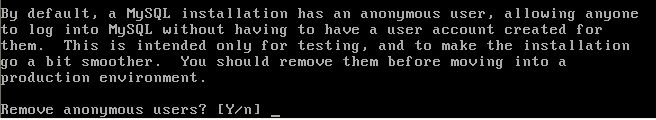 By default, a MySQL installation has an anonymous user, allowing anyone
to log into MySQL without having to have a user account created for
them.  This is intended only for testing, and to make the installation
go a bit smoother.  You should remove them before moving into a
production environment.
Remove anonymous users? [Y/n] _